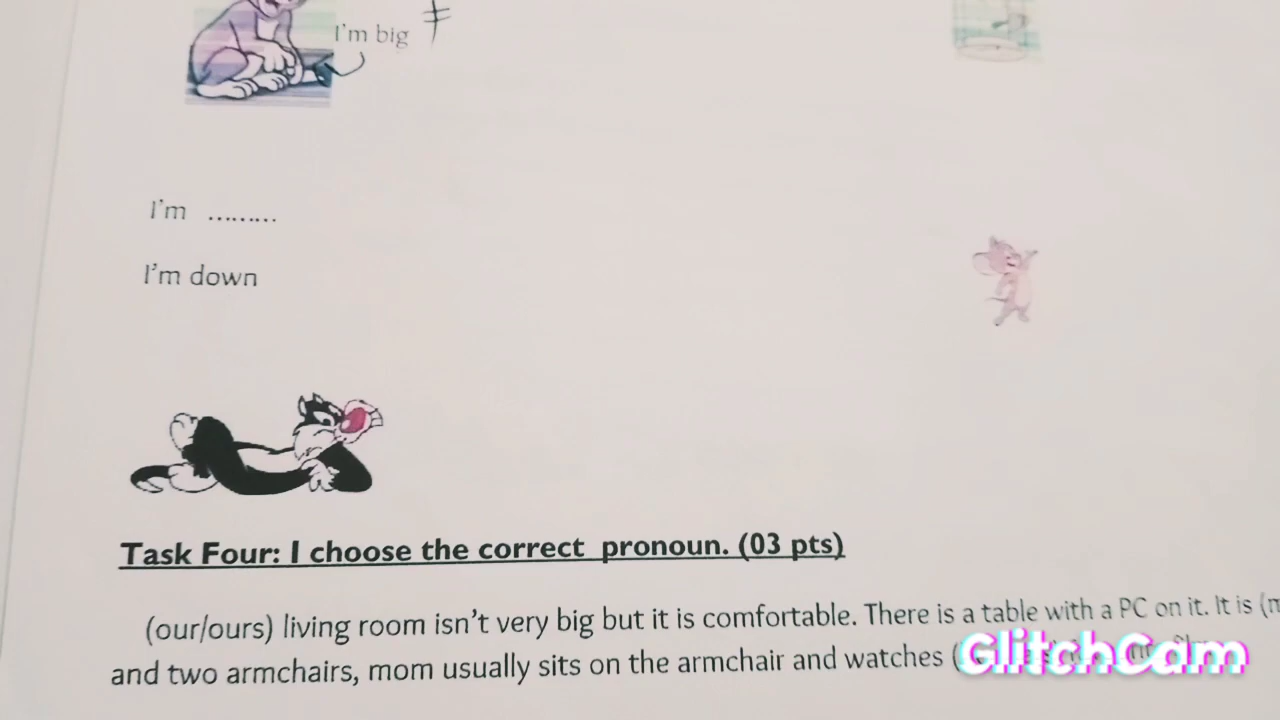 I'm big ≠
I'm .........
I'm down
Task Four: I choose the correct pronoun. (03 pts)
(our/ours) living room isn't very big but it is comfortable. There is a table with a PC on it. It is
and two armchairs, mom usually sits on the armchair and watches
GlitchCam